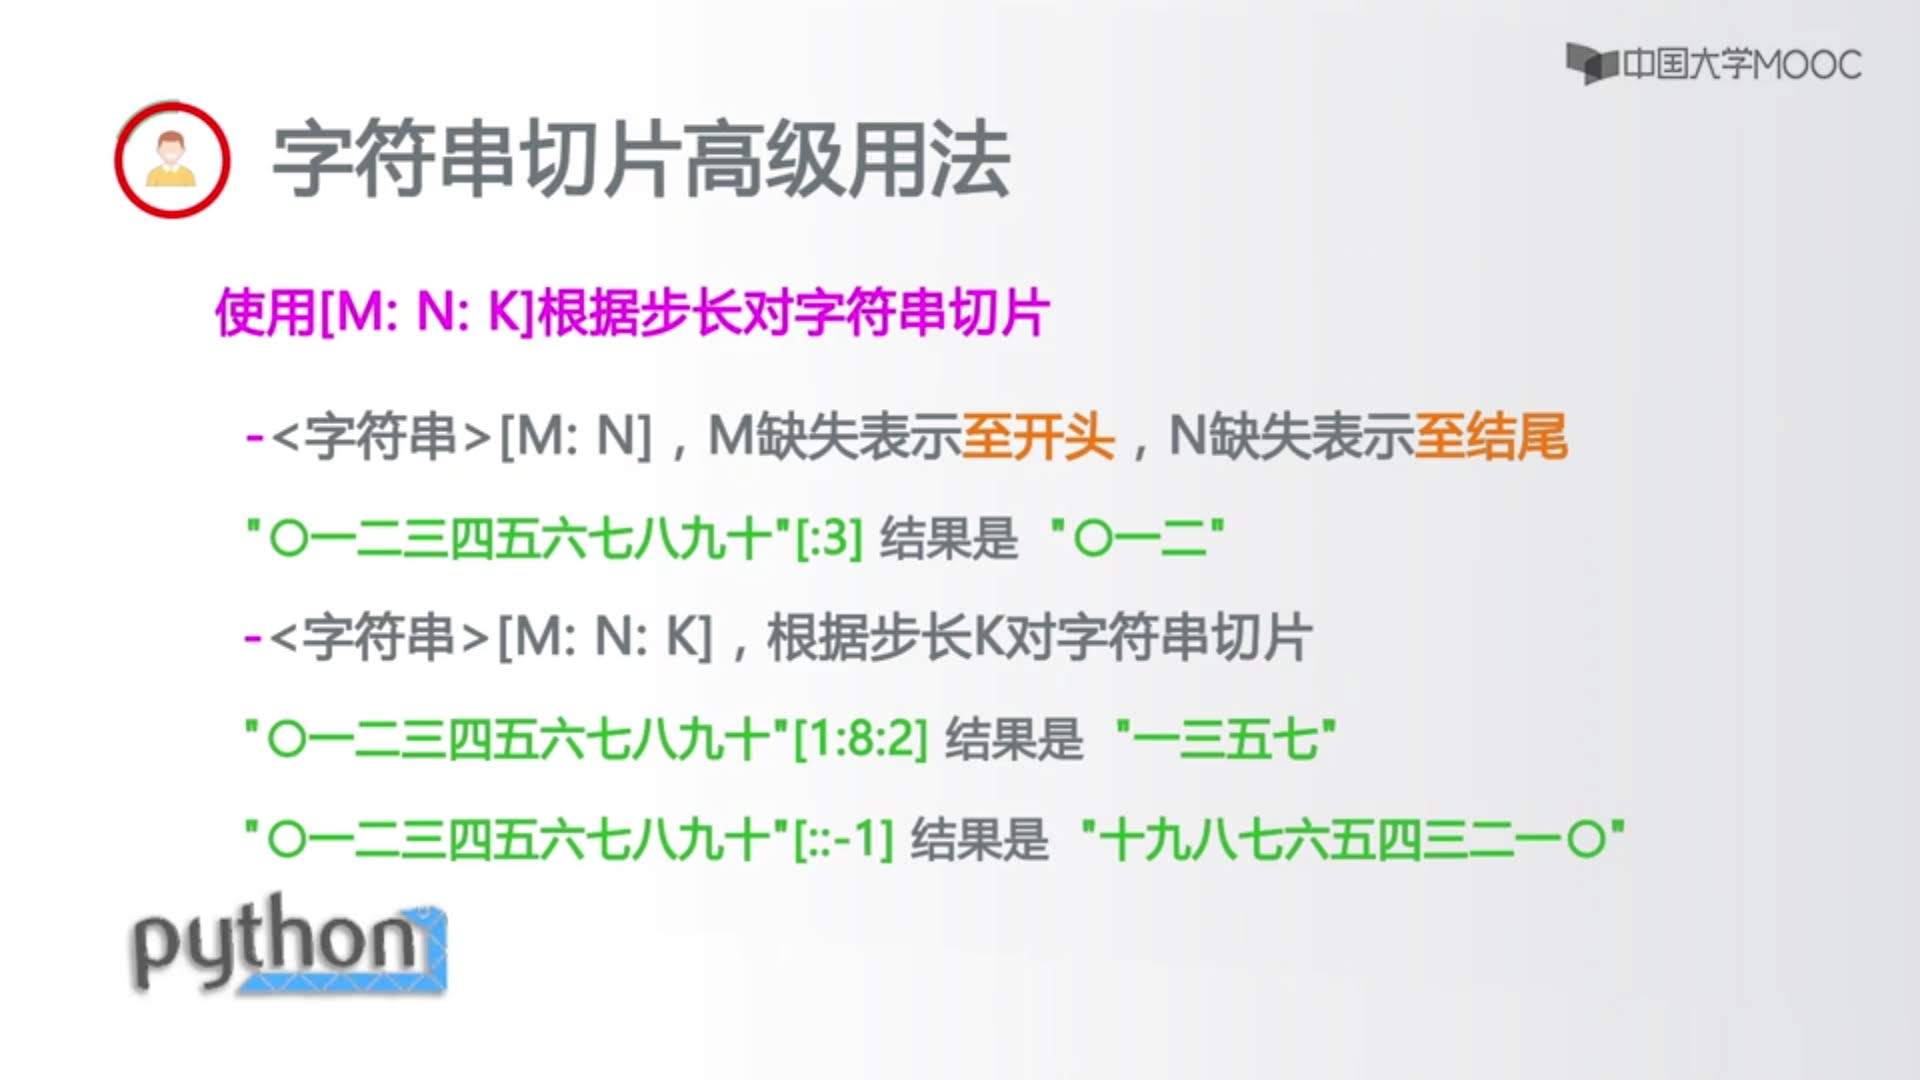 中国大学MOOC
字符串切片高级用法
使用[M: N: K]根据步长对字符串切片
-<字符串>[M: N]，M缺失表示至开头，N缺失表示至结尾
"〇一二三四五六七八九十"[:3] 结果是 "〇一二"
-<字符串>[M: N: K]，根据步长K对字符串切片
"〇一二三四五六七八九十"[1:8:2] 结果是 "一三五七"
"〇一二三四五六七八九十"[::-1] 结果是 "十九八七六五四三二一〇"
python